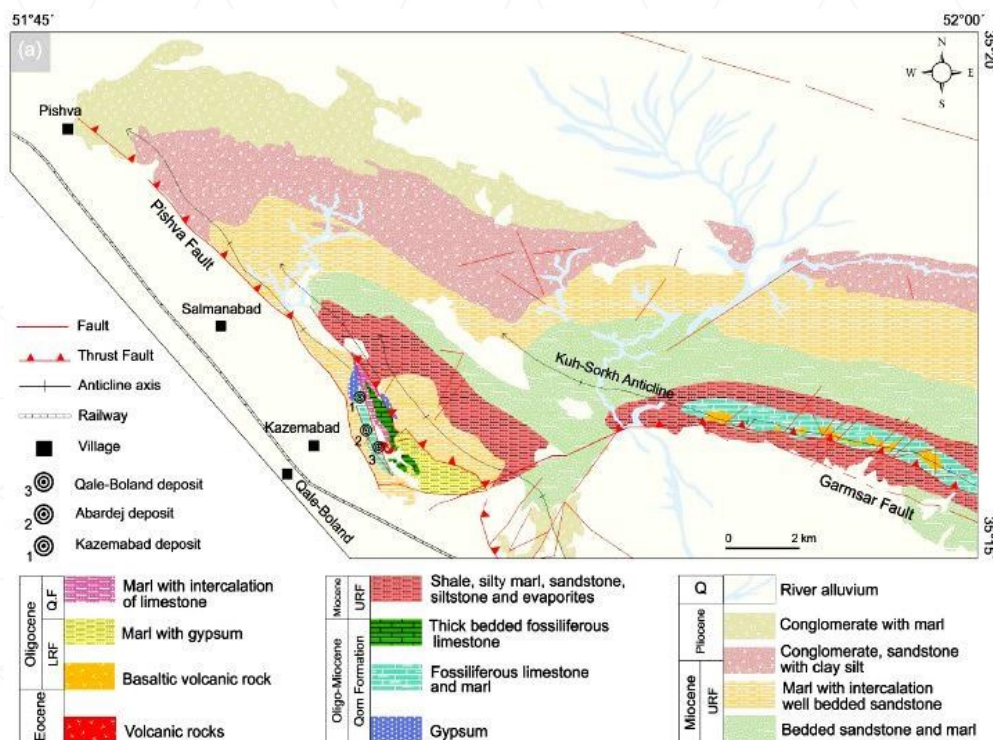 51°45´
52°00´
(a)
35°20
N
W
E
S
Pishva
Pishva Fault
Salmanabad
Kuh-Sorkh Anticline
Kazemabad
1
2
3
Qale-Boland
Garmsar Fault
0 2 km
35°15
Fault
Thrust Fault
Anticline axis
Railway
Village
3 Qale-Boland deposit
2 Abardej deposit
1 Kazemabad deposit
Oligocene
Q.F
LRF
Eocene
Marl with intercalation
of limestone
Marl with gypsum
Basaltic volcanic rock
Volcanic rocks
Miocene
URF
Oligo-Miocene
Qom Formation
Shale, silty marl, sandstone,
siltstone and evaporites
Thick bedded fossiliferous
limestone
Fossiliferous limestone
and marl
Gypsum
Q
Pliocene
Miocene
URF
River alluvium
Conglomerate with marl
Conglomerate, sandstone
with clay silt
Marl with intercalation
well bedded sandstone
Bedded sandstone and marl